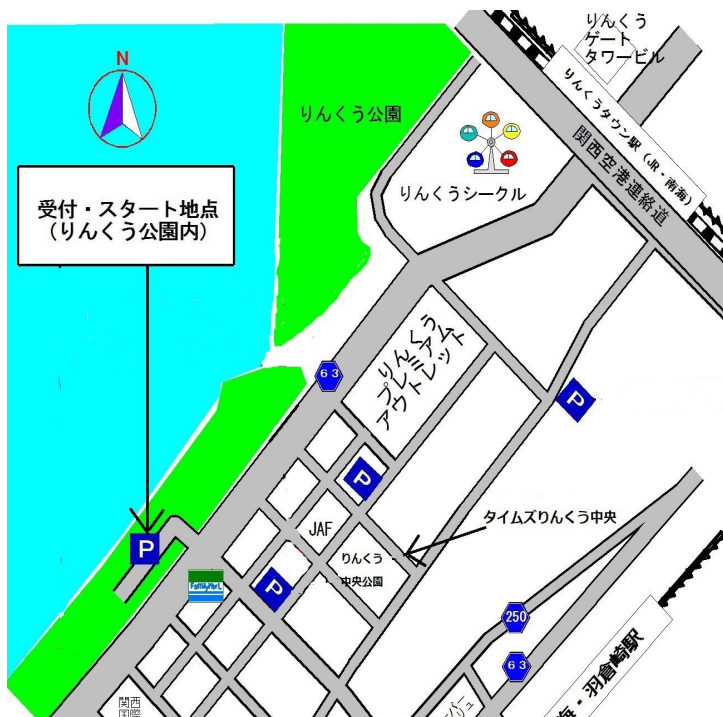 りんくう
ゲート
タワービル
N
りんくう公園
りんくうタウン駅（JR・南海）
関西空港連絡道
りんくうシークル
受付・スタート地点
（りんくう公園内）
63
りんくう
プレミアム
アウトレット
P
P
タイムズりんくう中央
JAF
りんくう
中央公園
P
FamilyMart
P
250
63
・羽倉崎駅
関西
国際